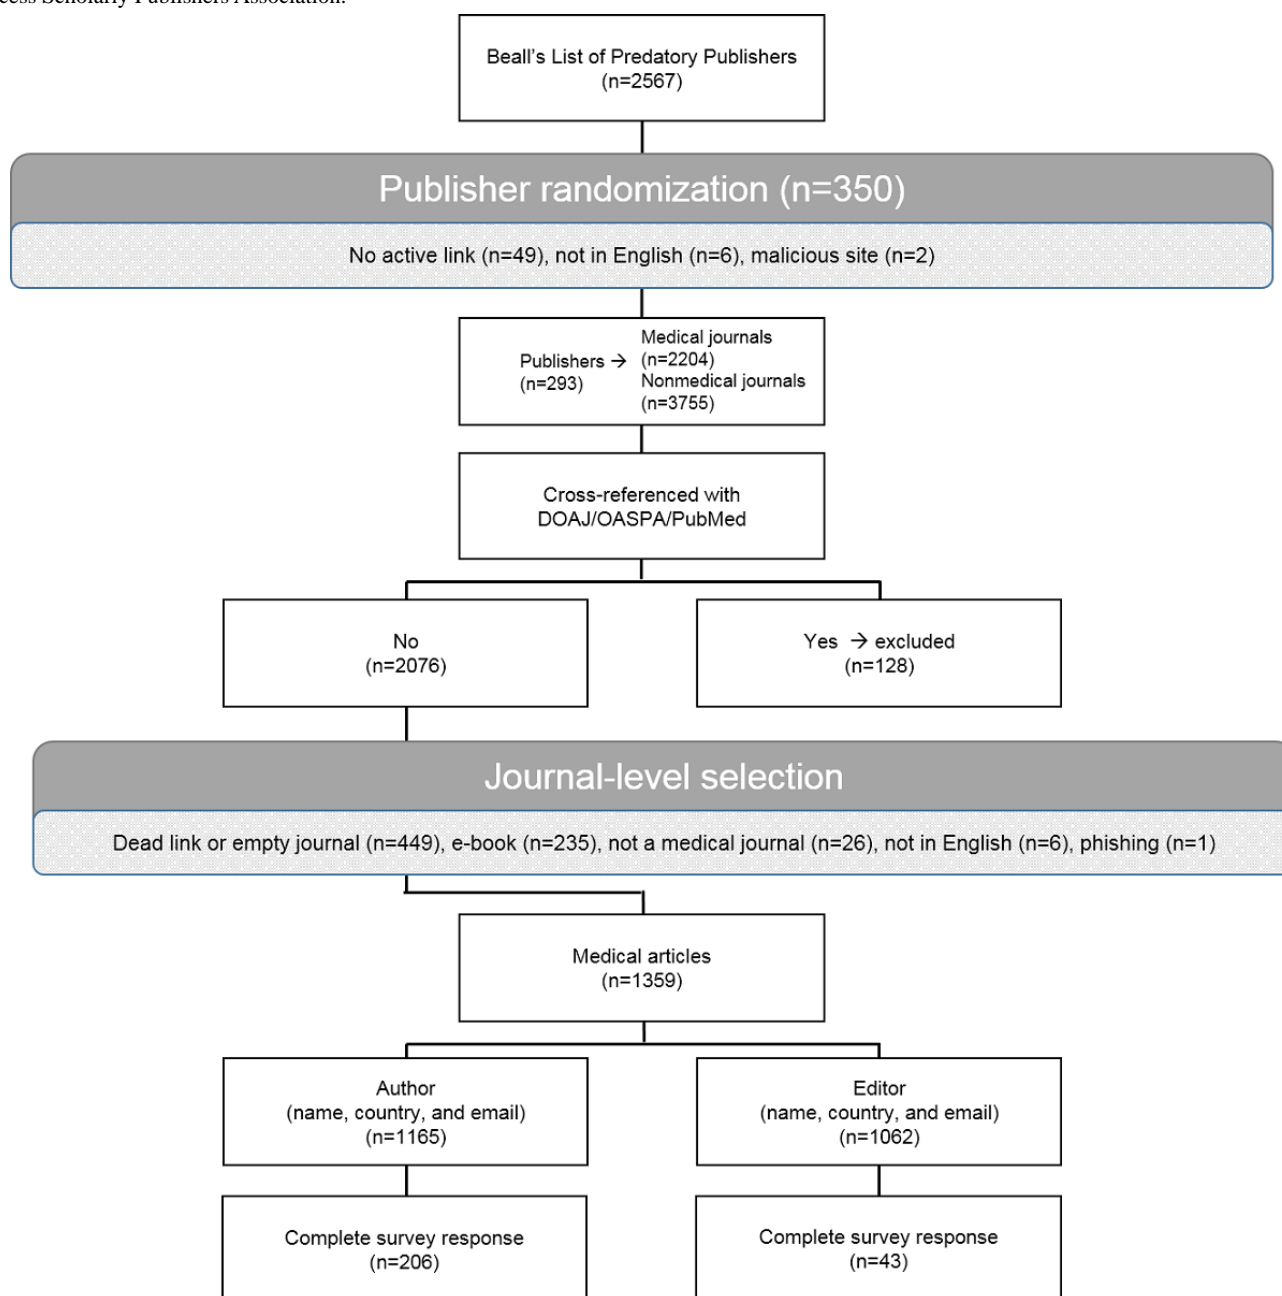 cess Scholarly Publishers Association.
Beall's List of Predatory Publishers
(n=2567)
Publisher randomization (n=350)
No active link (n=49), not in English (n=6), malicious site (n=2)
Publishers →
(n=293)
Medical journals
(n=2204)
Nonmedical journals
(n=3755)
Cross-referenced with
DOAJ/OASPA/PubMed
No
(n=2076)
Yes → excluded
(n=128)
Journal-level selection
Dead link or empty journal (n=449), e-book (n=235), not a medical journal (n=26), not in English (n=6), phishing (n=1)
Medical articles
(n=1359)
Author
(name, country, and email)
(n=1165)
Editor
(name, country, and email)
(n=1062)
Complete survey response
(n=206)
Complete survey response
(n=43)